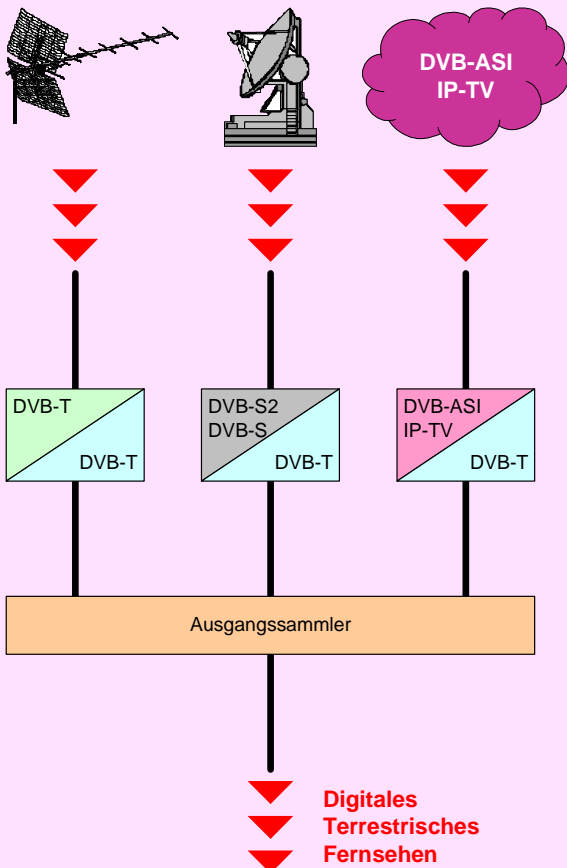 DVB-ASI
IP-TV
DVB-T
DVB-T
DVB-S2
DVB-S
DVB-T
DVB-ASI
IP-TV
DVB-T
Ausgangssammler
Digitales
Terrestrisches
Fernsehen